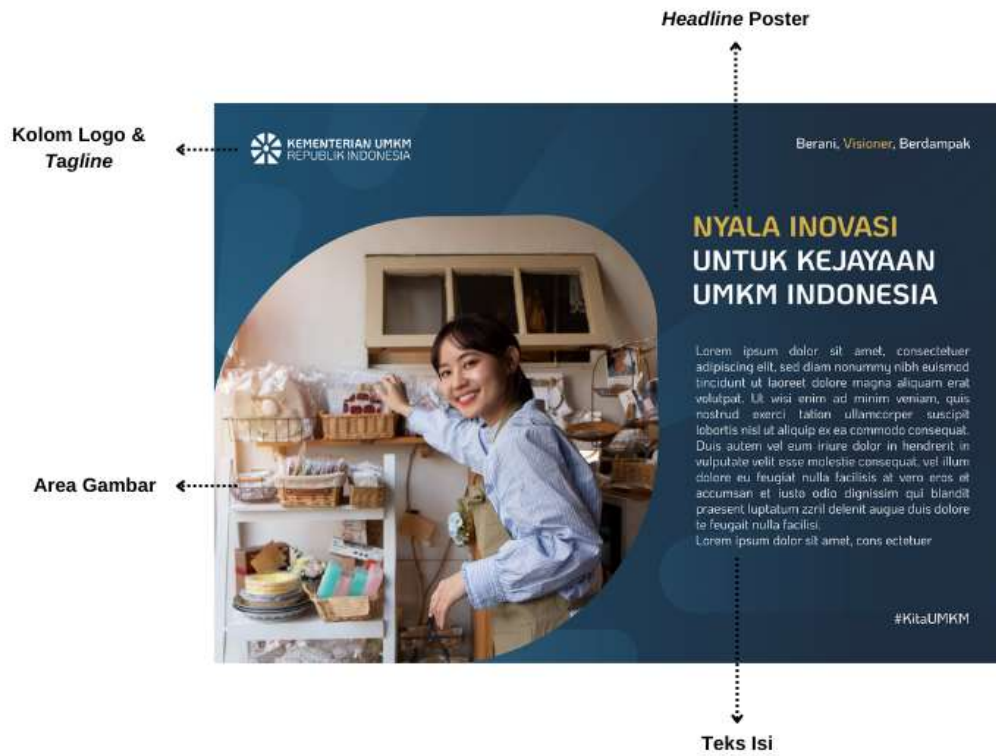 Headline Poster
Kolom Logo &
Tagline
KEMENTERIAN UMKM
REPUBLIK INDONESIA
Berani, Visioner, Berdampak
NYALA INOVASI
UNTUK KEJAYAAN
UMKM INDONESIA
Lorem ipsum dolor sit amet, consectetuer
adipiscing elit, sed diam nonummy nibh euismod
tincidunt ut laoreet dolore magna aliquam erat
volutpat. Ut wisi enim ad minim veniam, quis
nostrud exerci tation ullamcorper suscipit
lobortis nisl ut aliquip ex ea commodo consequat.
Duis autem vel eum iriure dolor in hendrerit in
vulputate velit esse molestie consequat, vel illum
dolore eu feugiat nulla facilisis at vero eros et
accumsan et iusto odio dignissim qui blandit
praesent luptatum zzril delenit augue duis dolore
te feugait nulla facilisi.
Lorem ipsum dolor sit amet, cons ectetuer
Area Gambar
#KitaUMKM
Teks Isi